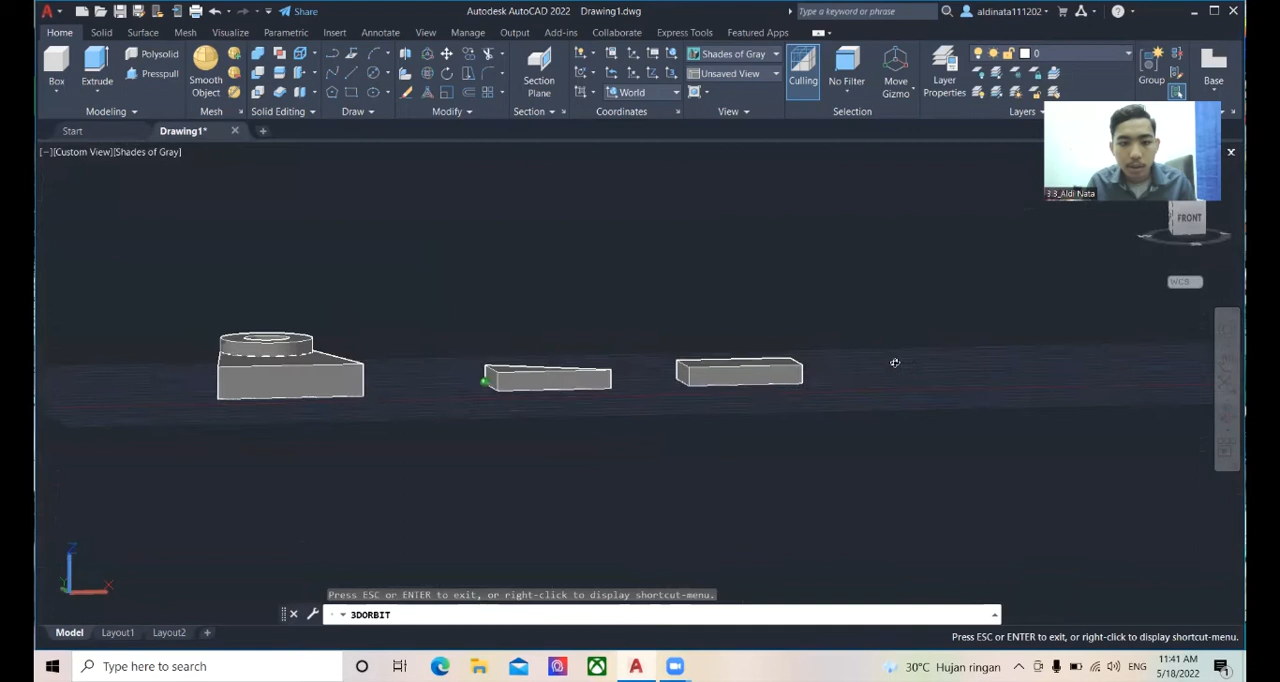 Share
Autodesk AutoCAD 2022 Drawing1.dwg
Type a keyword or phrase
aldinata111202
Home Solid Surface Mesh Visualize Parametric Insert Annotate View Manage Output Collaborate Add-ins Express Tools Featured Apps
Box
Extrude
Polysolid
Presspull
Smooth
Object
Section
Plane
World
Shades of Gray
Unsaved View
Culling
No Filter
Move
Gizmo
Layer
Properties
0
Group
Base
Modeling
Mesh
Solid Editing
Draw
Modify
Section
Coordinates
View
Selection
Layers
Start
Drawing1*
[−][Custom View][Shades of Gray]
Aldi Nata
FRONT
WCS
Z
X
Y
Press ESC or ENTER to exit, or right-click to display shortcut-menu.
3DORBIT
Model Layout1 Layout2
Press ESC or ENTER to exit, or right-click to display shortcut-menu.
Type here to search
30°C Hujan ringan
ENG
11:41 AM
5/18/2022